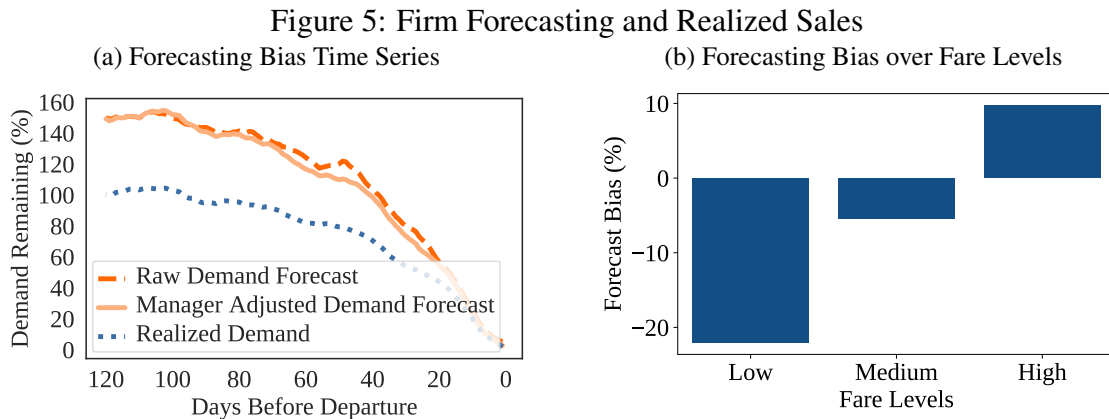 Figure 5: Firm Forecasting and Realized Sales
(a) Forecasting Bias Time Series
Demand Remaining (%)
160
140
120
100
80
60
40
20
0
Raw Demand Forecast
Manager Adjusted Demand Forecast
Realized Demand
120 100 80 60 40 20 0
Days Before Departure
(b) Forecasting Bias over Fare Levels
Forecast Bias (%)
10
0
−10
−20
Low Medium High
Fare Levels